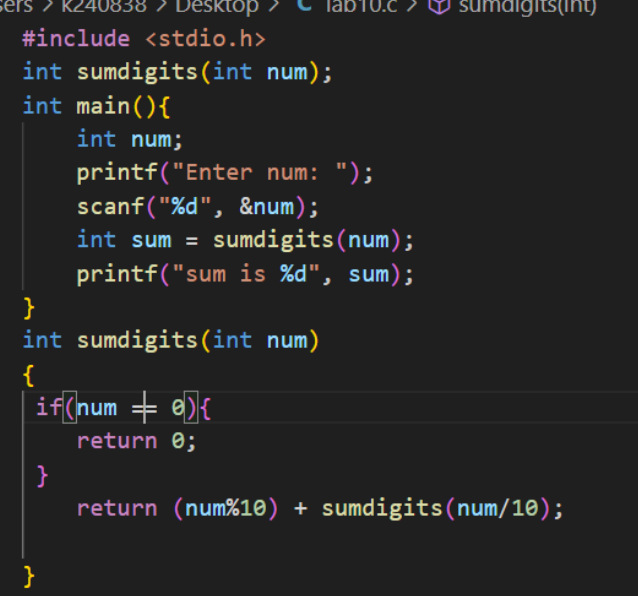 sers > k240838 > Desktop > C lab10.c > sumdigits(int)
#include <stdio.h>
int sumdigits(int num);
int main(){
    int num;
    printf("Enter num: ");
    scanf("%d", &num);
    int sum = sumdigits(num);
    printf("sum is %d", sum);
}
int sumdigits(int num)
{
 if(num == 0){
    return 0;
 }
    return (num%10) + sumdigits(num/10);
}